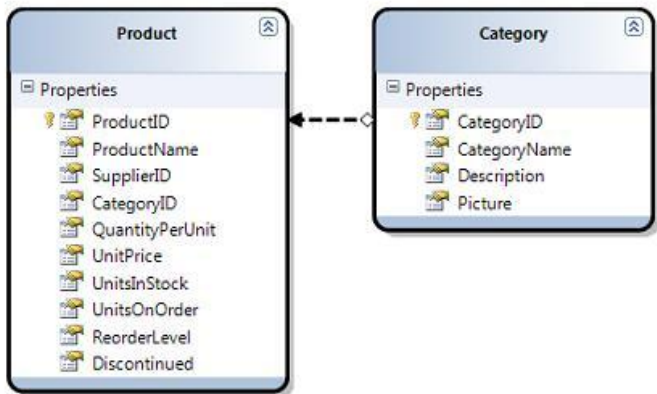 Product
Properties
ProductID
ProductName
SupplierID
CategoryID
QuantityPerUnit
UnitPrice
UnitsInStock
UnitsOnOrder
ReorderLevel
Discontinued
Category
Properties
CategoryID
CategoryName
Description
Picture